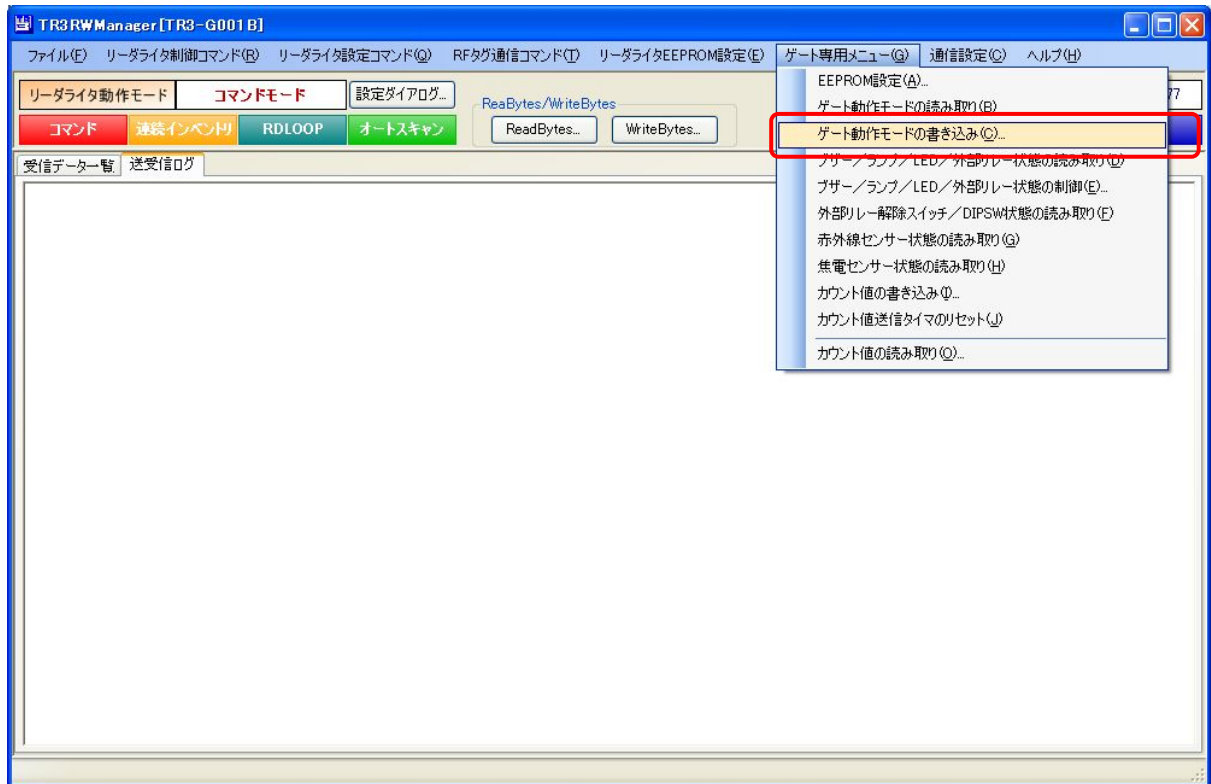 TR3RWManager[TR3-G001B]
ファイル(F) リーダライタ制御コマンド(R) リーダライタ設定コマンド(Q) RFタグ通信コマンド(T) リーダライタEEPROM設定(E) ゲート専用メニュー(G) 通信設定(C) ヘルプ(H)
リーダライタ動作モード コマンドモード 設定ダイアログ...
コマンド 連続インベントリ RDLOOP オートスキャン
ReaBytes/WriteBytes
ReadBytes... WriteBytes...
77
受信データ一覧 送受信ログ
EEPROM設定(A)...
ゲート動作モードの読み取り(B)
ゲート動作モードの書き込み(C)...
ブザー/ランプ/LED/外部リレー状態の読み取り(D)
ブザー/ランプ/LED/外部リレー状態の制御(E)...
外部リレー解除スイッチ/DIPSW状態の読み取り(F)
赤外線センサー状態の読み取り(G)
焦電センサー状態の読み取り(H)
カウント値の書き込み(I)...
カウント値送信タイマのリセット(J)
カウント値の読み取り(O)...